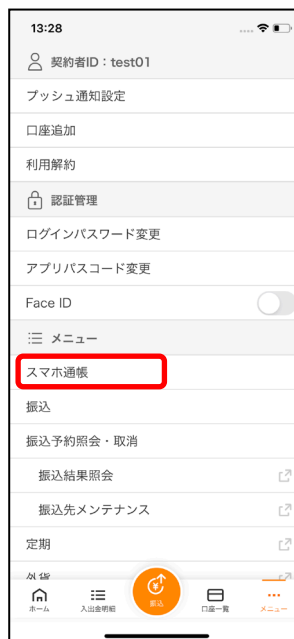 13:28
契約者ID：test01
プッシュ通知設定
口座追加
利用解約
認証管理
ログインパスワード変更
アプリパスコード変更
Face ID
メニュー
スマホ通帳
振込
振込予約照会・取消
振込結果照会
振込先メンテナンス
定期
外貨
ホーム
入出金明細
振込
口座一覧
メニュー